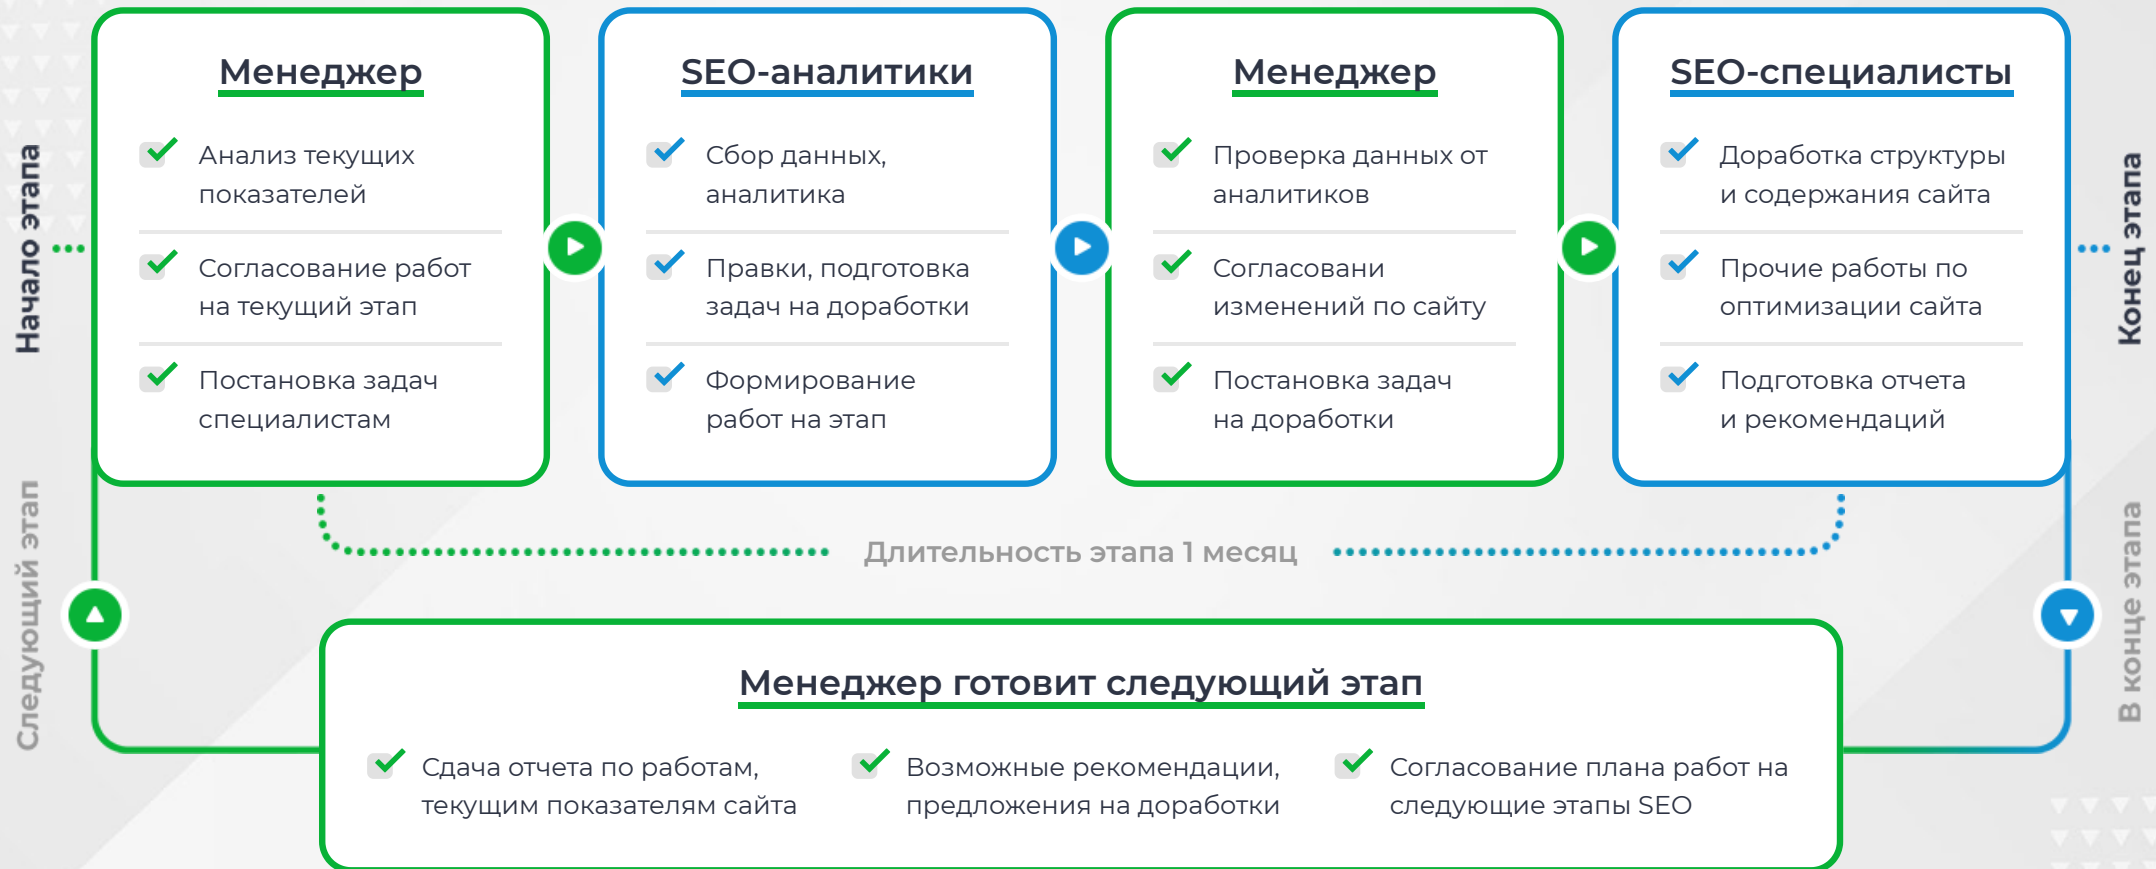 Начало этапа
Менеджер
Анализ текущих
показателей
Согласование работ
на текущий этап
Постановка задач
специалистам
SEO-аналитики
Сбор данных,
аналитика
Правки, подготовка
задач на доработки
Формирование
работ на этап
Менеджер
Проверка данных от
аналитиков
Согласовани
изменений по сайту
Постановка задач
на доработки
SEO-специалисты
Доработка структуры
и содержания сайта
Прочие работы по
оптимизации сайта
Подготовка отчета
и рекомендаций
Конец этапа
Длительность этапа 1 месяц
Следующий этап
В конце этапа
Менеджер готовит следующий этап
Сдача отчета по работам,
текущим показателям сайта
Возможные рекомендации,
предложения на доработки
Согласование плана работ на
следующие этапы SEO